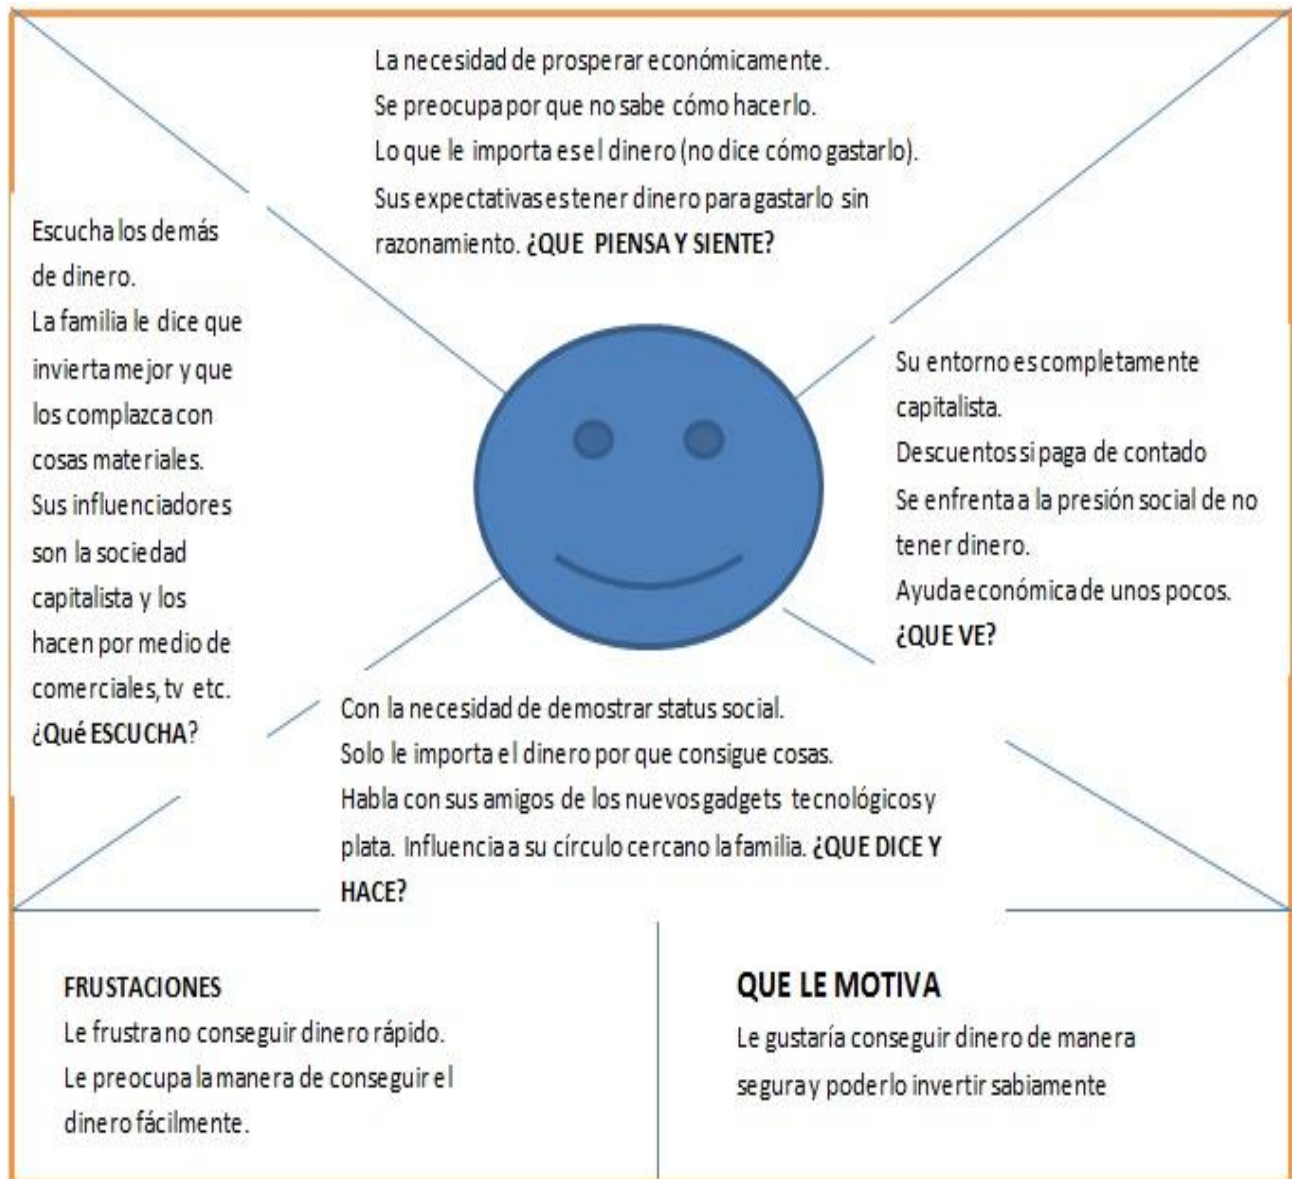 La necesidad de prosperar económicamente.
Se preocupa por que no sabe cómo hacerlo.
Lo que le importa es el dinero (no dice cómo gastarlo).
Sus expectativas es tener dinero para gastarlo sin
razonamiento. ¿QUE PIENSA Y SIENTE?
Escucha los demás
de dinero.
La familia le dice que
invierta mejor y que
los complazca con
cosas materiales.
Sus influenciadores
son la sociedad
capitalista y los
hacen por medio de
comerciales, tv etc.
¿Qué ESCUCHA?
Su entorno es completamente
capitalista.
Descuentos si paga de contado
Se enfrenta a la presión social de no
tener dinero.
Ayuda económica de unos pocos.
¿QUE VE?
Con la necesidad de demostrar status social.
Solo le importa el dinero por que consigue cosas.
Habla con sus amigos de los nuevos gadgets tecnológicos y
plata. Influencia a su círculo cercano la familia. ¿QUE DICE Y
HACE?
FRUSTACIONES
Le frustra no conseguir dinero rápido.
Le preocupa la manera de conseguir el
dinero fácilmente.
QUE LE MOTIVA
Le gustaría conseguir dinero de manera
segura y poderlo invertir sabiamente